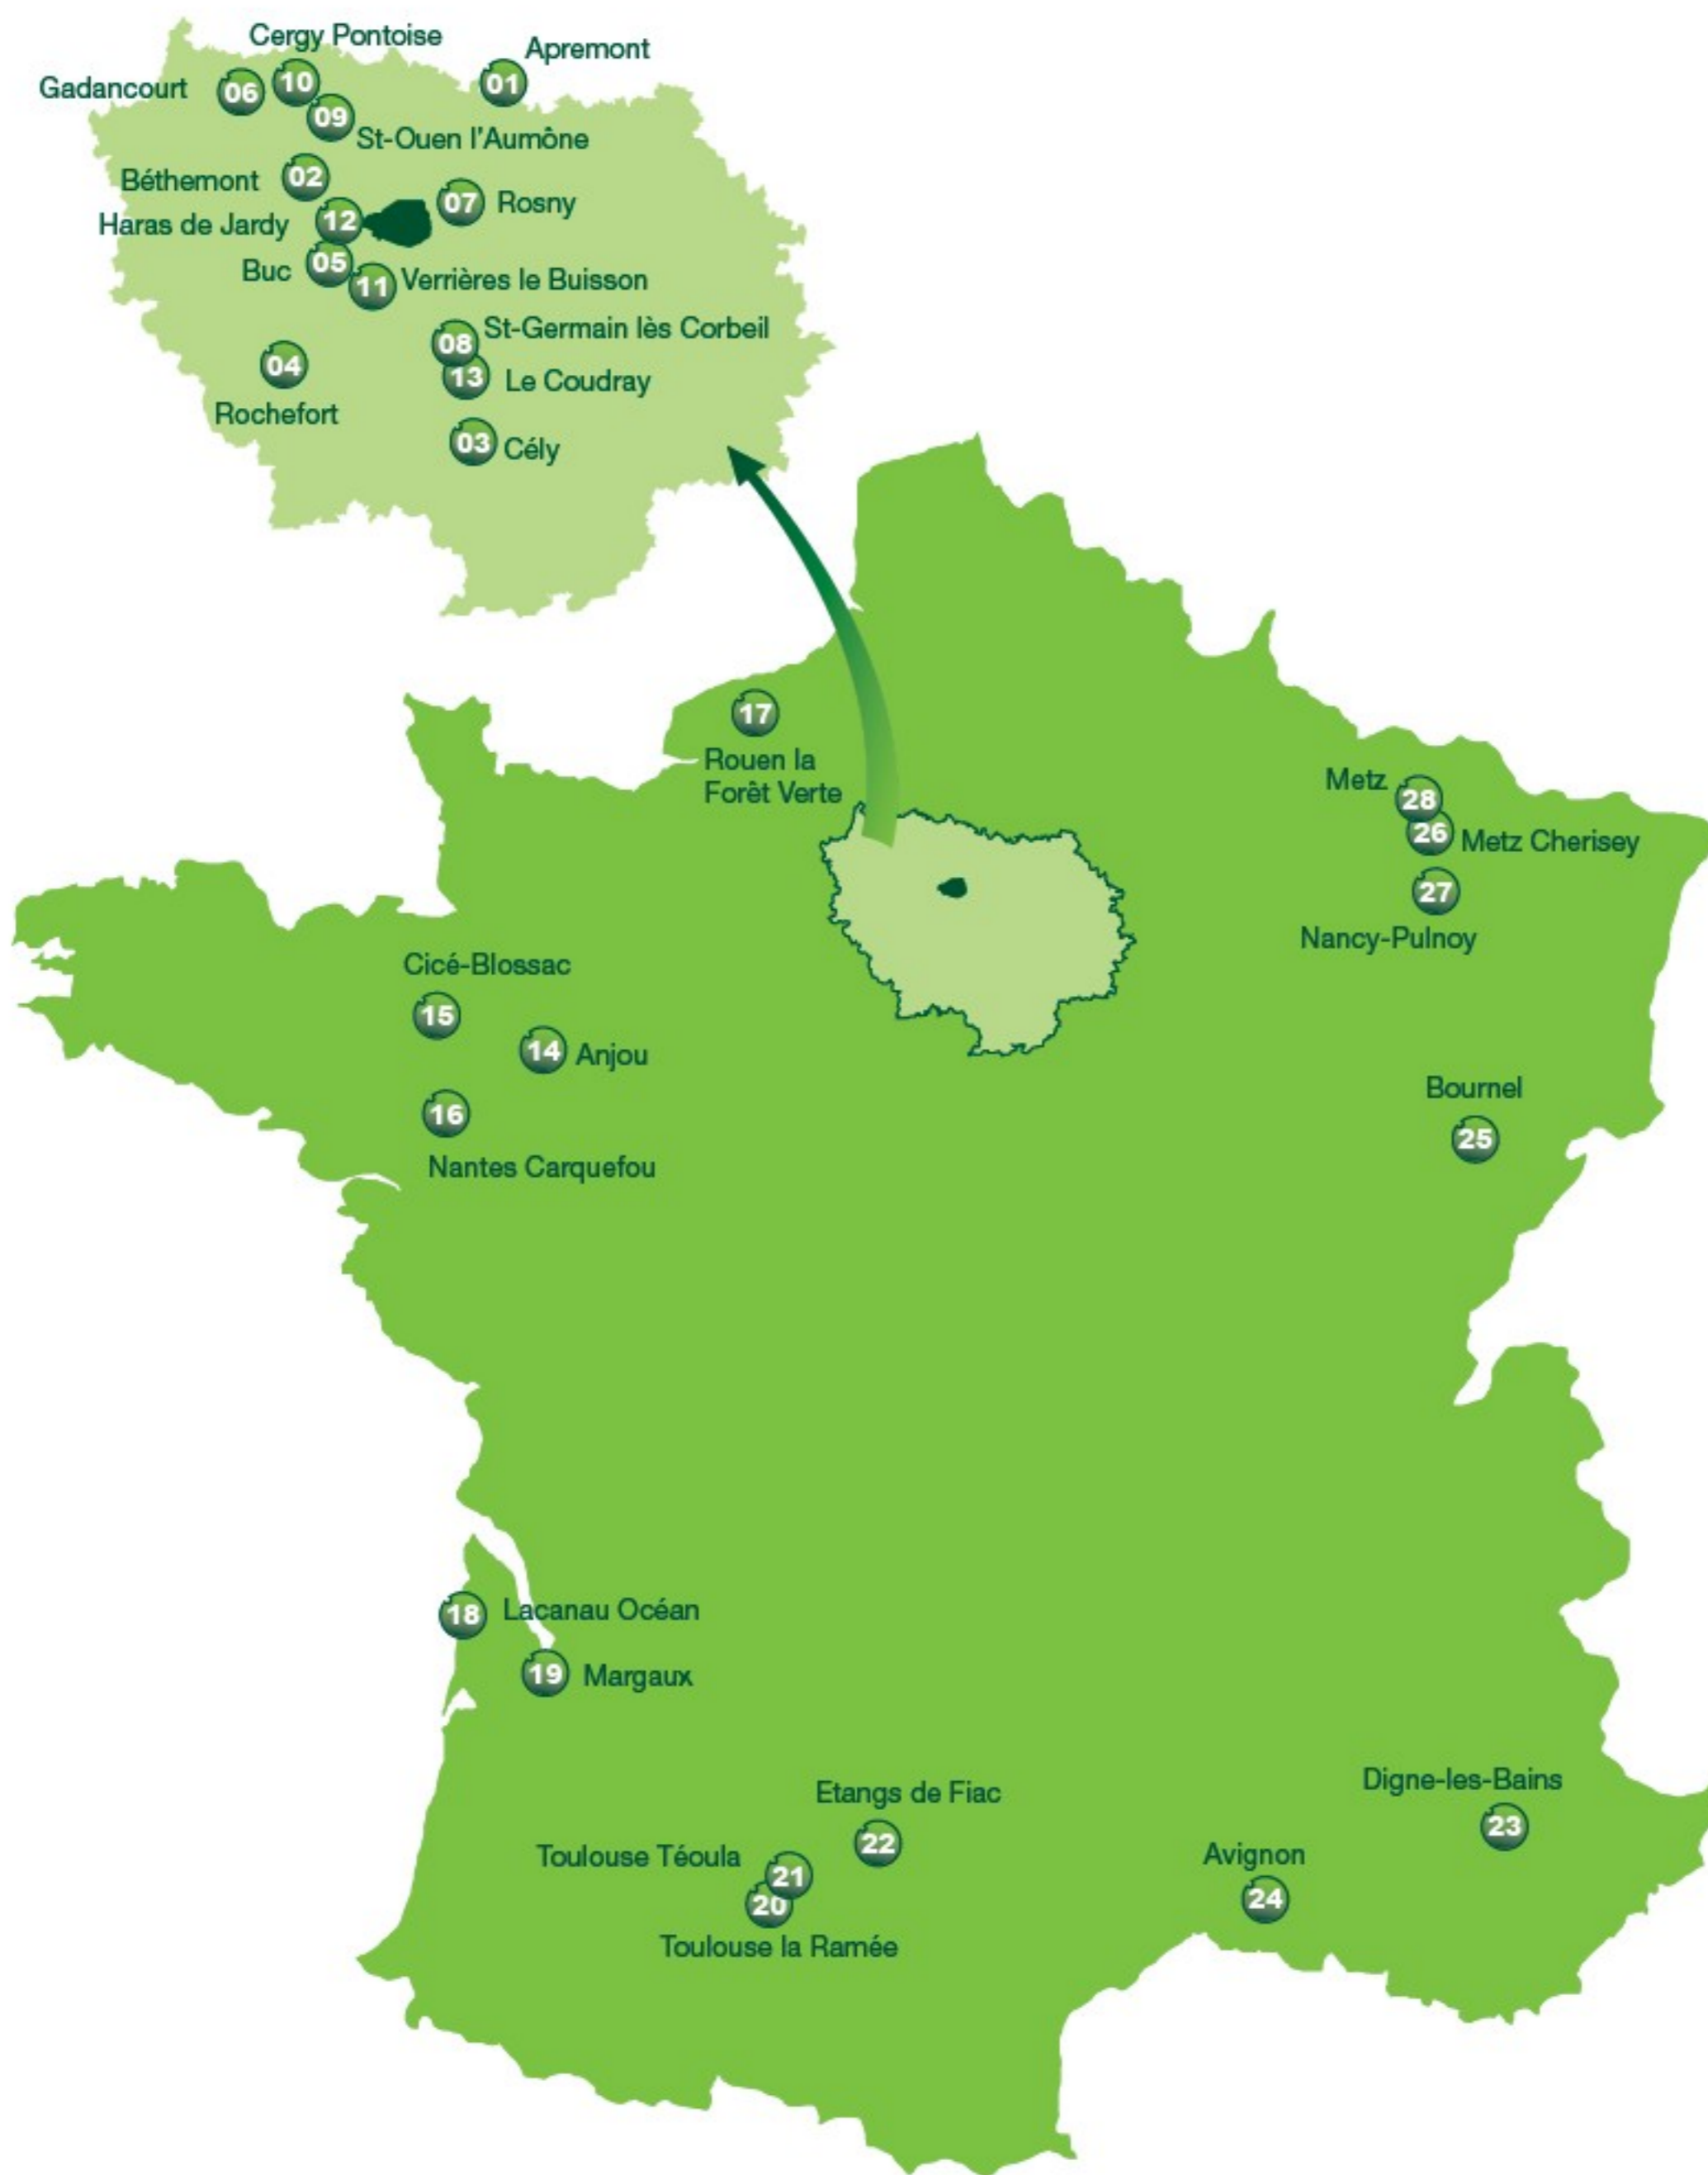 Cergy Pontoise
Apremont
Gadancourt
06
10
01
09
St-Ouen l'Aumône
Béthemont
02
07
Rosny
Haras de Jardy
12
Buc
05
11
Verrières le Buisson
08
St-Germain lès Corbeil
04
13
Le Coudray
Rochefort
03
Cély
17
Rouen la
Forêt Verte
Metz
28
26
Metz Cherisey
27
Nancy-Pulnoy
Cicé-Blossac
15
14
Anjou
Bournel
16
25
Nantes Carquefou
18
Lacanau Océan
19
Margaux
Etangs de Fiac
Digne-les-Bains
22
23
Toulouse Téoula
21
Avignon
20
24
Toulouse la Ramée